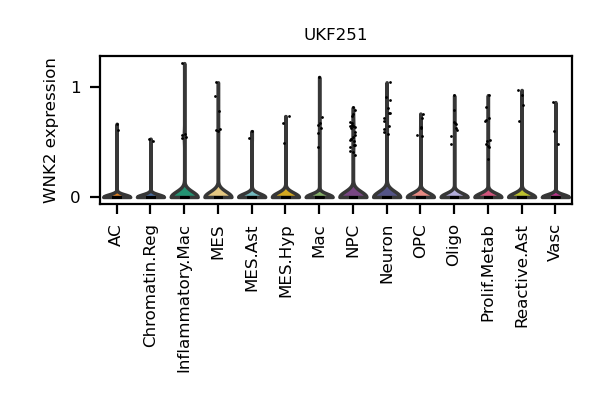 UKF251
WNK2 expression
1
0
AC
Chromatin.Reg
Inflammatory.Mac
MES
MES.Ast
MES.Hyp
Mac
NPC
Neuron
OPC
Oligo
Prolif.Metab
Reactive.Ast
Vasc